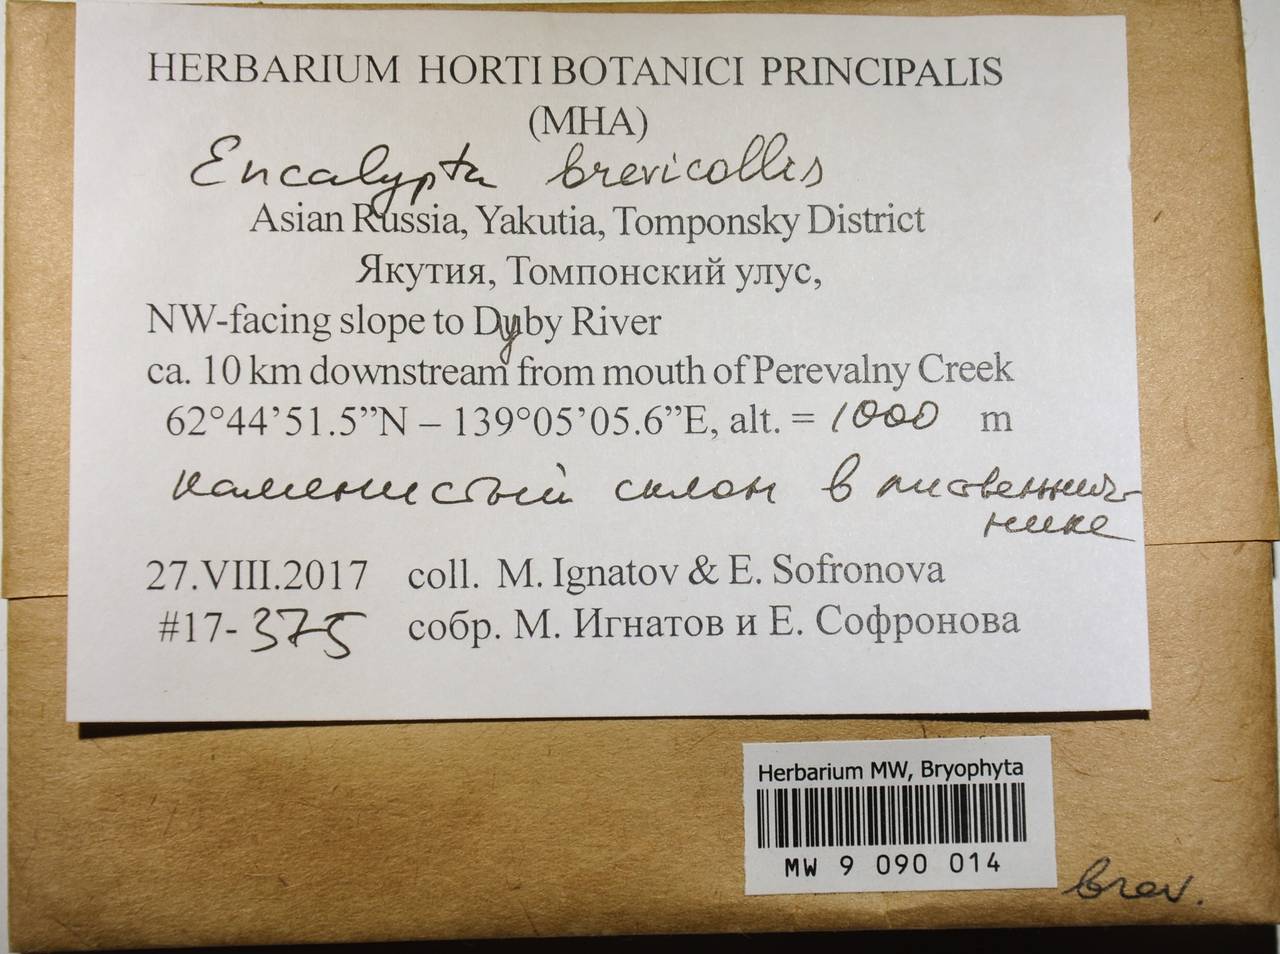 HERBARIUM HORTI BOTANICI PRINCIPALIS
(MHA)
Encalypta brevicollis
Asian Russia, Yakutia, Tomponsky District
Якутия, Томпонский улус,
NW-facing slope to Dyby River
ca. 10 km downstream from mouth of Perevalny Creek
62°44’51.5”N – 139°05’05.6”E, alt. = 1000 m
каменистый склон в лиственнич-
нике
27.VIII.2017 coll. M. Ignatov & E. Sofronova
#17-375 собр. М. Игнатов и Е. Софронова
Herbarium MW, Bryophyta
MW 9 090 014
brev.